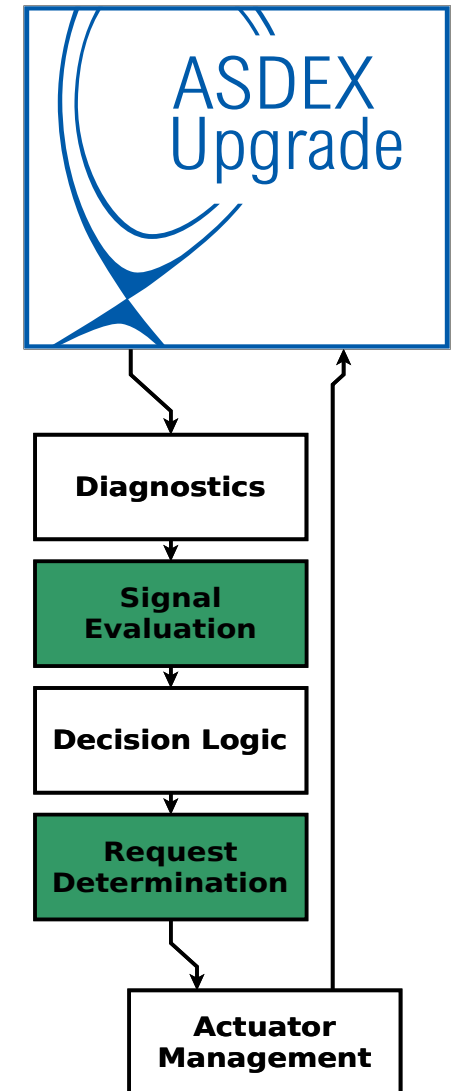 ASDEX
Upgrade
Diagnostics
Signal
Evaluation
Decision Logic
Request
Determination
Actuator
Management